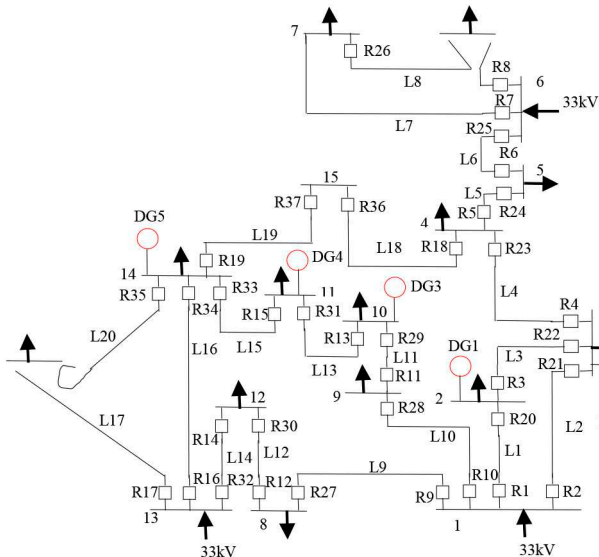 7
R26
R8
6
L8
R7
33kV
L7
R25
R6
L6
5
15
L5
R24
R37
R36
4
R5
DG5
L19
R18
R23
DG4
L18
R19
14
R33
11
DG3
L4
R35
R34
R15
R31
10
R4
R13
R29
R22
L20
L16
L15
L11
DG1
L3
R21
L13
R11
R3
9
R28
2
12
R20
L17
R14
R30
L10
L2
L14
L12
L1
L9
R17
R16
R32
R12
R27
R9
R10
R1
R2
13
8
1
33kV
33kV